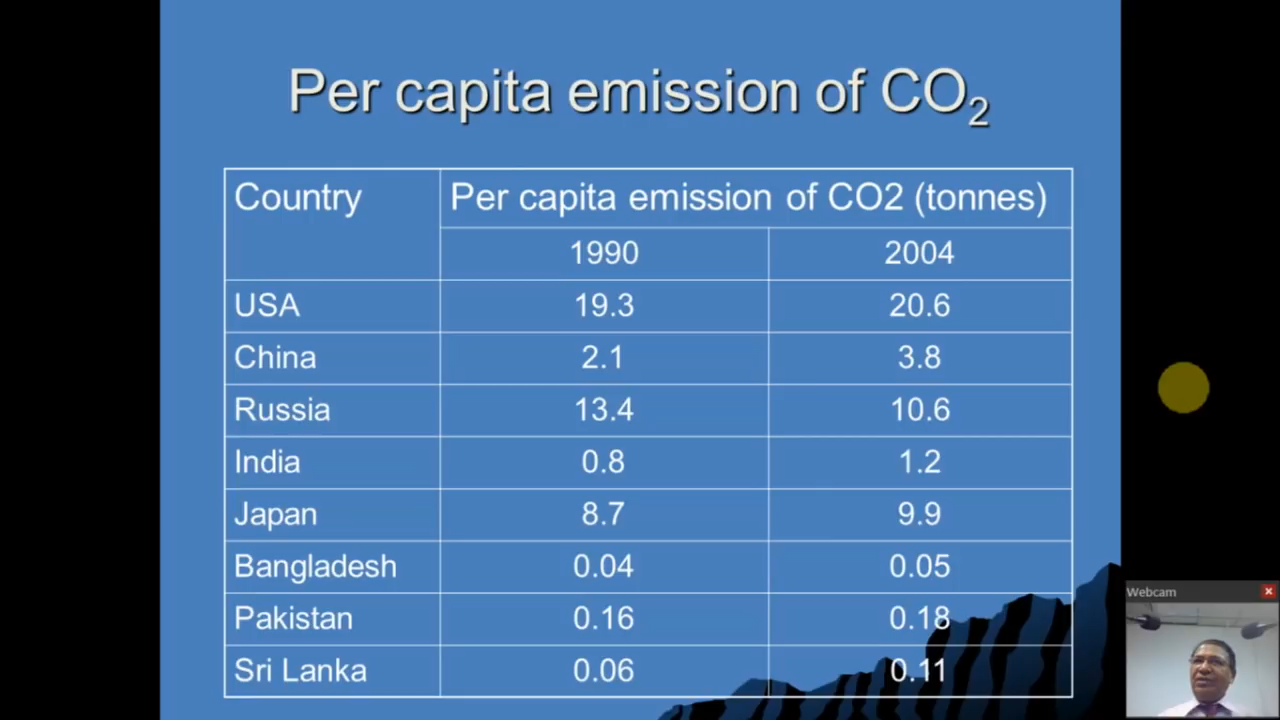 Per capita emission of CO₂
Country Per capita emission of CO2 (tonnes)
1990 2004
USA 19.3 20.6
China 2.1 3.8
Russia 13.4 10.6
India 0.8 1.2
Japan 8.7 9.9
Bangladesh 0.04 0.05
Pakistan 0.16 0.18
Sri Lanka 0.06 0.11
Webcam